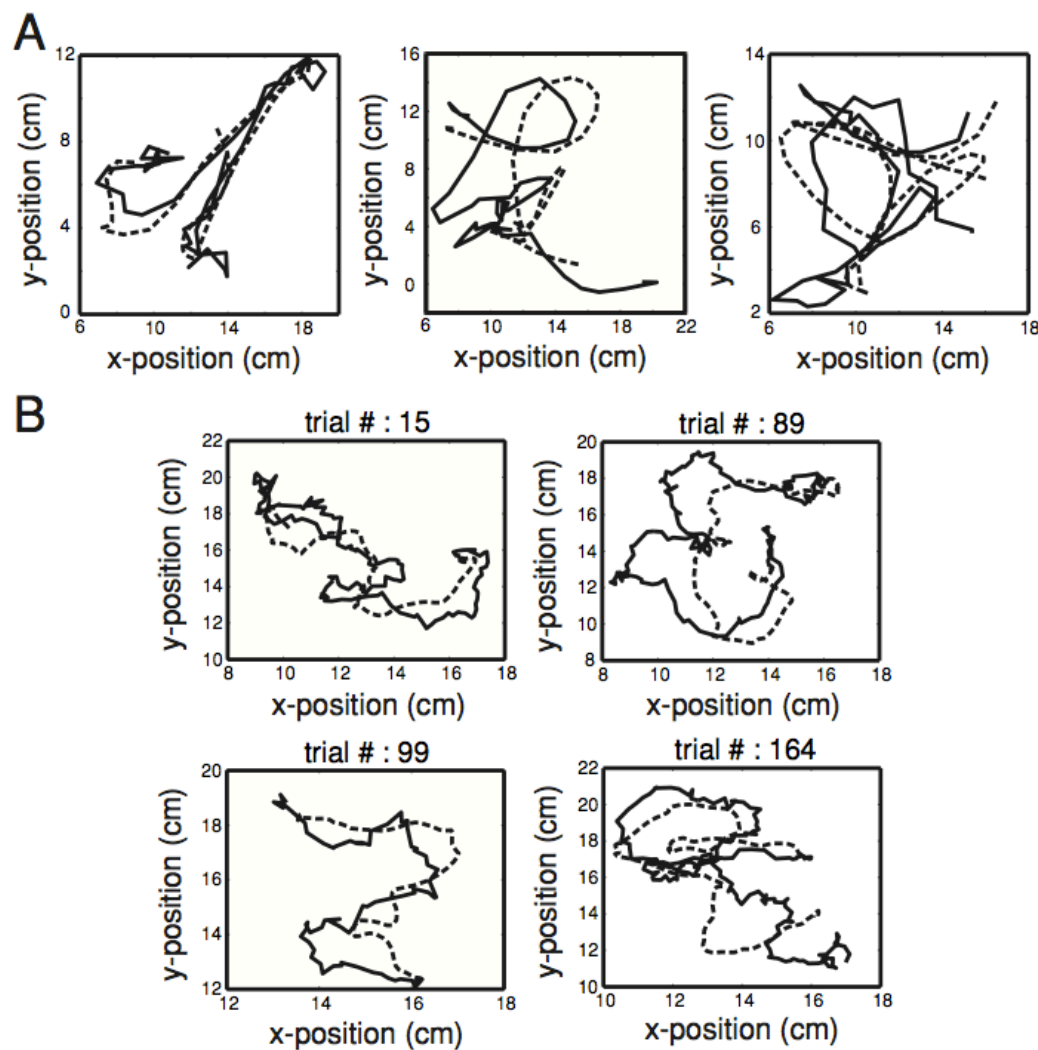 A
y-position (cm)
12
8
4
0
6 10 14 18
x-position (cm)
y-position (cm)
16
12
8
4
0
6 10 14 18 22
x-position (cm)
y-position (cm)
14
10
6
2
6 10 14 18
x-position (cm)
B
trial # : 15
y-position (cm)
22
20
18
16
14
12
10
8 10 12 14 16 18
x-position (cm)
trial # : 89
y-position (cm)
20
18
16
14
12
10
8
8 10 12 14 16 18
x-position (cm)
trial # : 99
y-position (cm)
20
18
16
14
12
12 14 16 18
x-position (cm)
trial # : 164
y-position (cm)
22
20
18
16
14
12
10
10 12 14 16 18
x-position (cm)